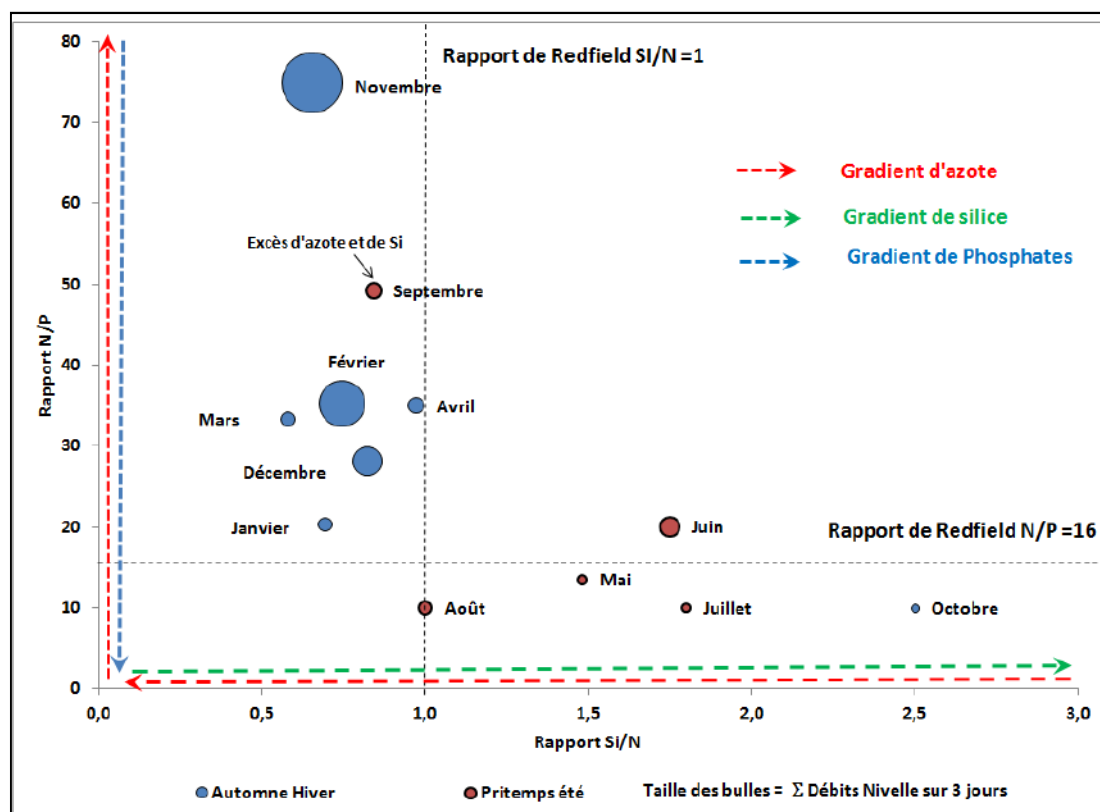 80
70
60
50
40
30
20
10
0
Rapport N/P
Rapport de Redfield SI/N =1
Novembre
Gradient d'azote
Gradient de silice
Gradient de Phosphates
Excès d'azote et de Si
Septembre
Février
Mars
Avril
Décembre
Janvier
Juin
Rapport de Redfield N/P =16
Mai
Août
Juillet
Octobre
0,0 0,5 1,0 1,5 2,0 2,5 3,0
Rapport Si/N
Automne Hiver
Pritemps été
Taille des bulles = Σ Débits Nivelle sur 3 jours